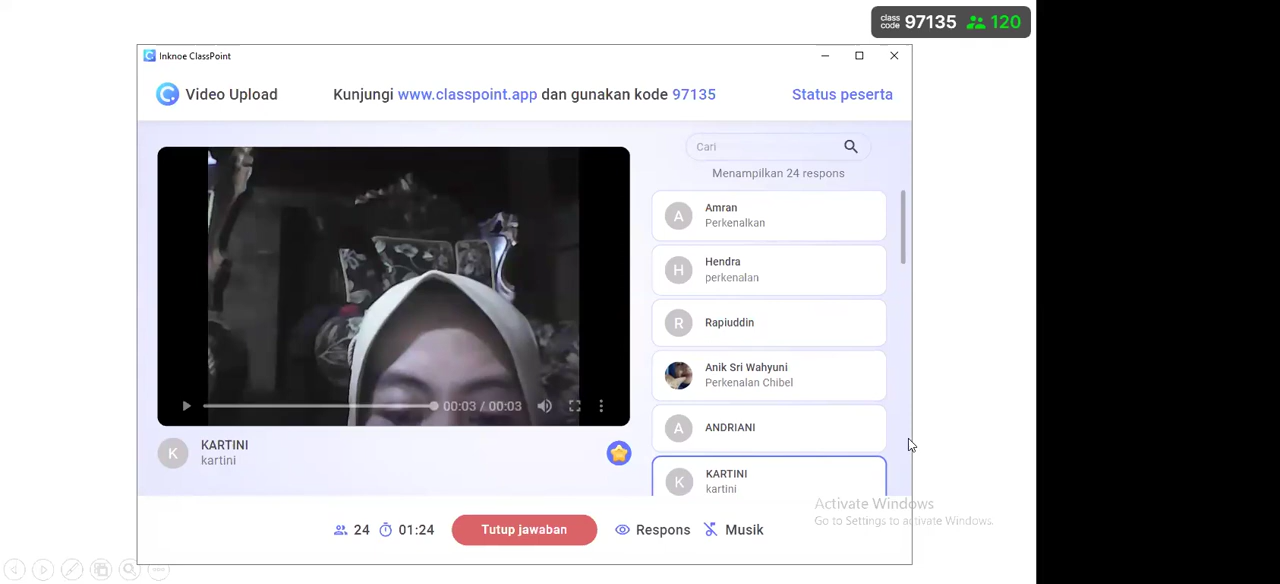 class code 97135 120
Inknoe ClassPoint
Video Upload
Kunjungi www.classpoint.app dan gunakan kode 97135
Status peserta
Cari
Menampilkan 24 respons
A
Amran
Perkenalkan
H
Hendra
perkenalan
R
Rapiuddin
Anik Sri Wahyuni
Perkenalan Chibel
A
ANDRIANI
K
KARTINI
kartini
00:03 / 00:03
K
KARTINI
kartini
24 01:24 Tutup jawaban Respons Musik
Activate Windows
Go to Settings to activate Windows.